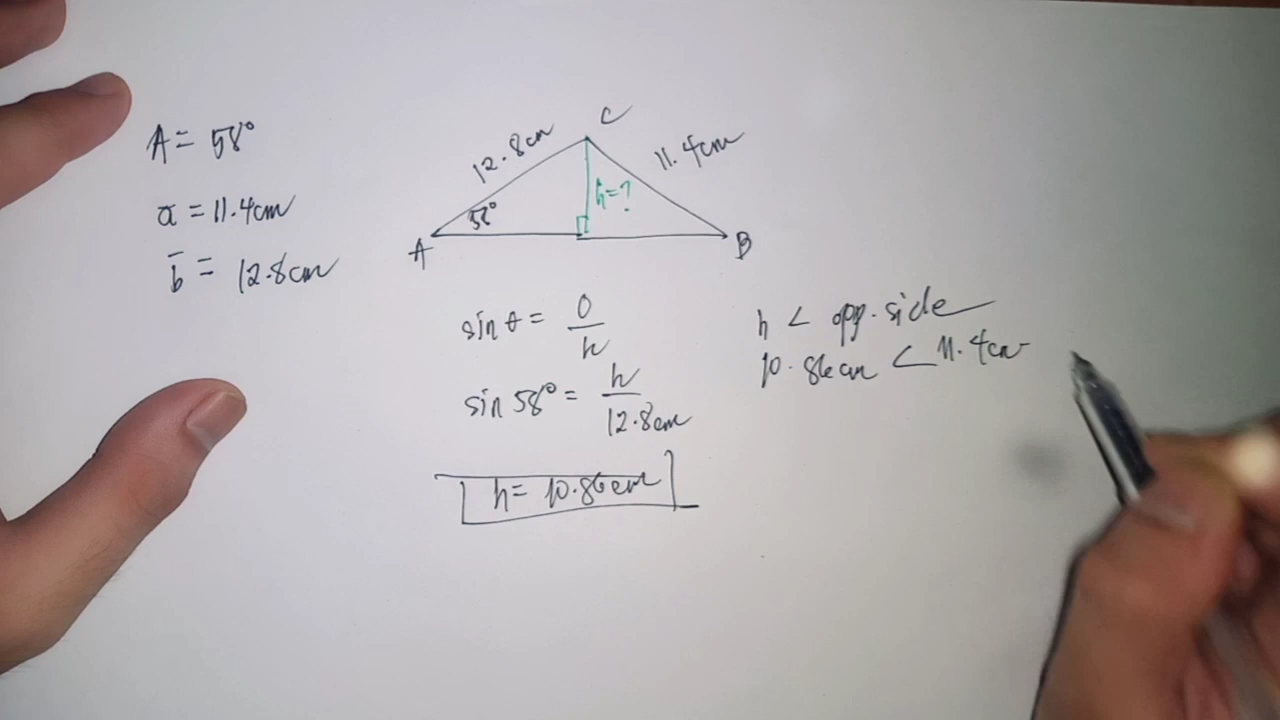 A = 58°
a = 11.4cm
b = 12.8cm
C
12.8cm
11.4cm
h=?
58°
A
B
sin θ = O/h
sin 58° = h/12.8cm
h = 10.86cm
h < opp. side
10.86cm < 11.4cm